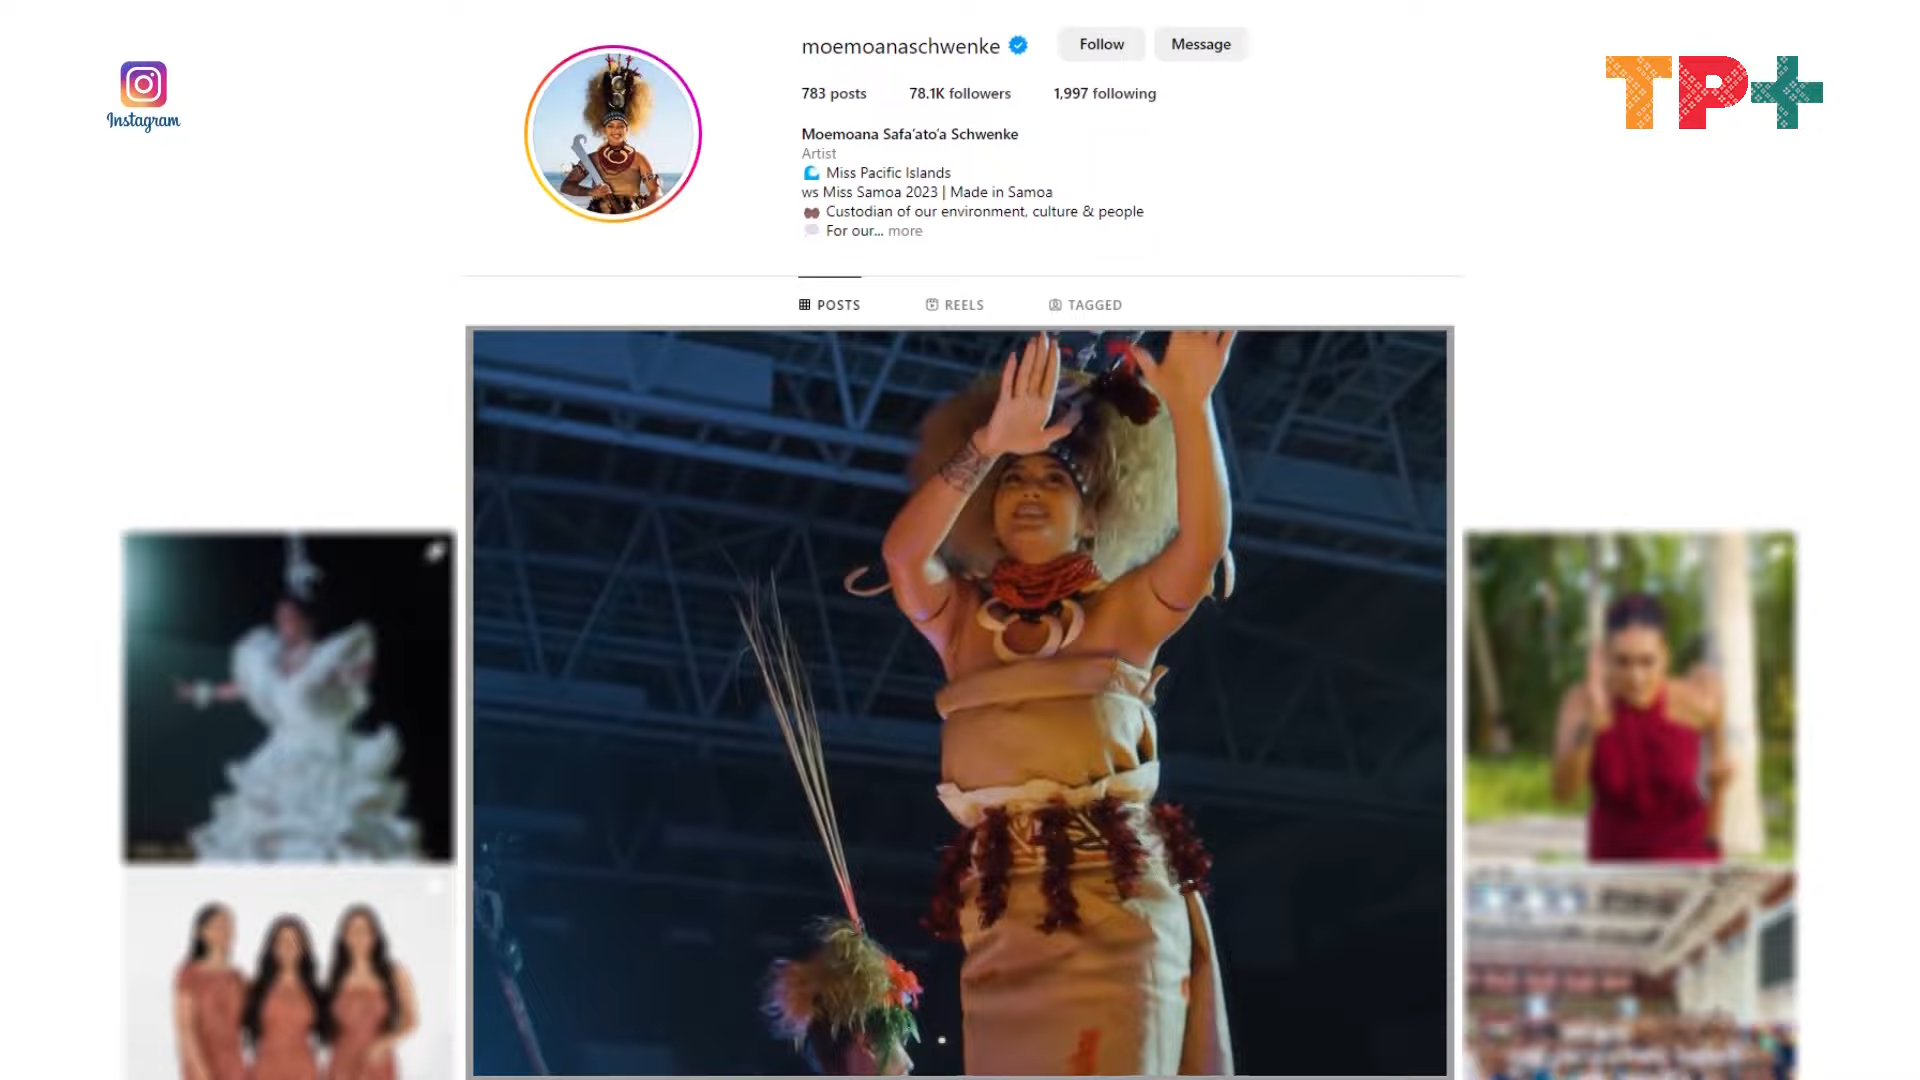 Instagram
moemoanaschwenke
Follow
Message
TP+
783 posts
78.1K followers
1,997 following
Moemoana Safa'ato'a Schwenke
Artist
Miss Pacific Islands
ws Miss Samoa 2023 | Made in Samoa
Custodian of our environment, culture & people
For our... more
POSTS
REELS
TAGGED